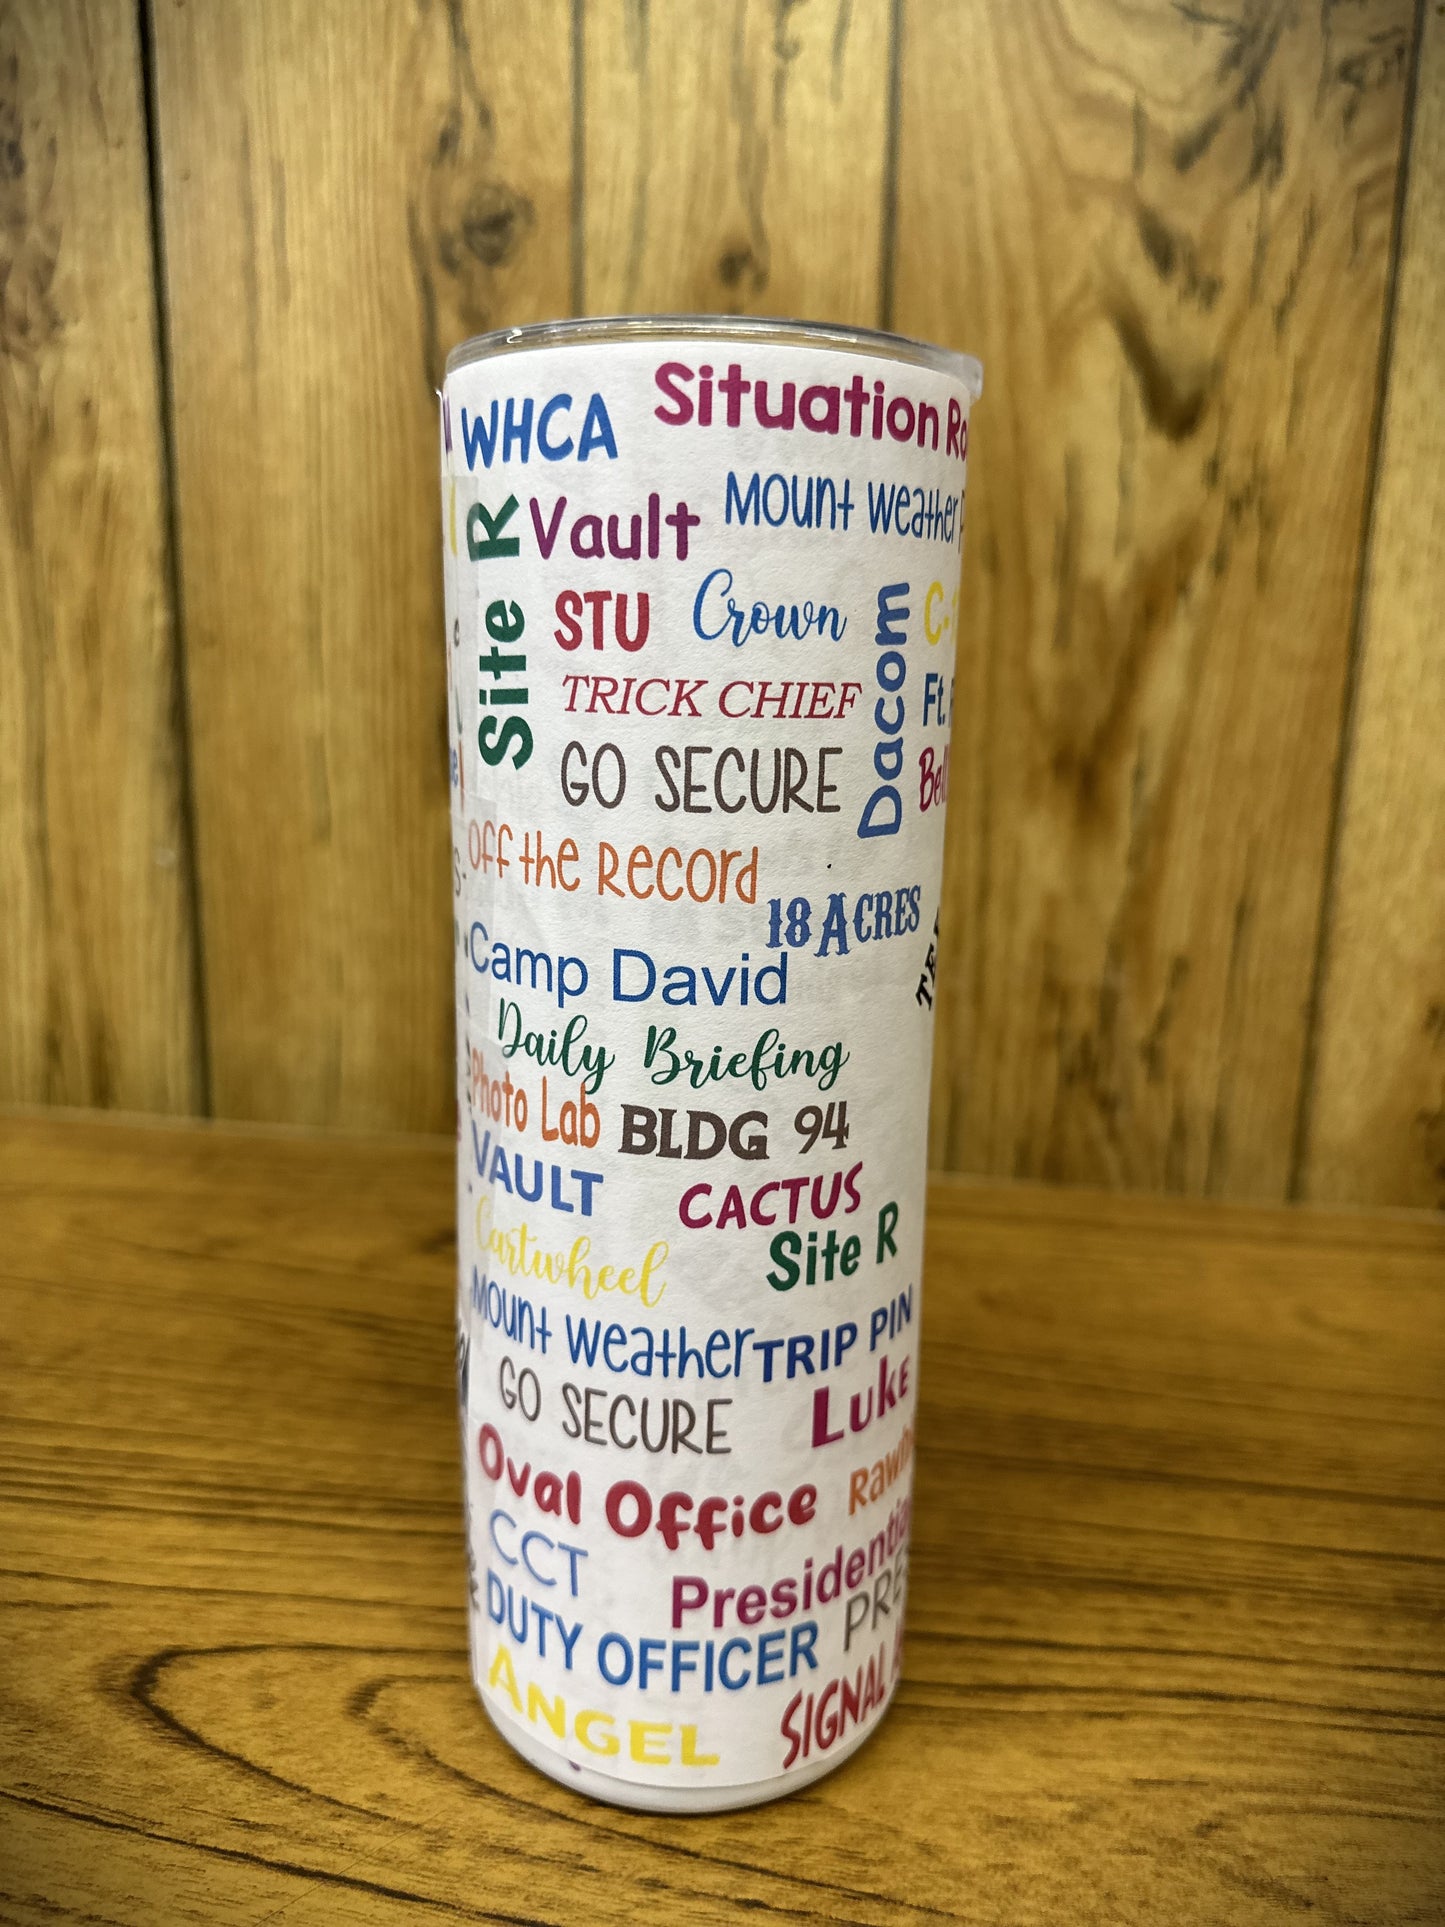 WHCA
Situation
Site R
Vault
Mount Weather
STU
Crown
Dacom
TRICK CHIEF
Ft.
GO SECURE
Off the Record
18 ACRES
Camp David
Daily Briefing
Photo Lab
BLDG 94
VAULT
CACTUS
Cartwheel
Site R
Mount Weather
TRIP PIN
GO SECURE
Luke
Oval Office
CCT
Presidential
DUTY OFFICER
ANGEL
SIGNAL